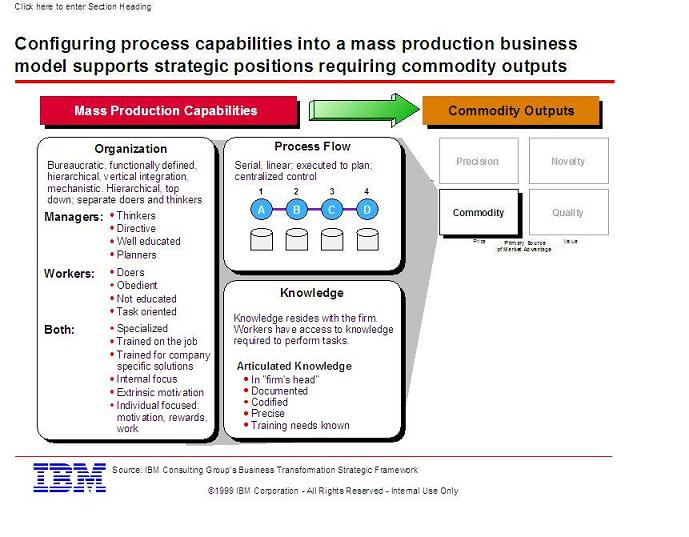 Click here to enter Section Heading
Configuring process capabilities into a mass production business
model supports strategic positions requiring commodity outputs
Mass Production Capabilities
Commodity Outputs
Organization
Bureaucratic, functionally defined,
hierarchical, vertical integration,
mechanistic. Hierarchical, top
down; separate doers and thinkers
Managers:
• Thinkers
• Directive
• Well educated
• Planners
Workers:
• Doers
• Obedient
• Not educated
• Task oriented
Both:
• Specialized
• Trained on the job
• Trained for company
specific solutions
• Internal focus
• Extrinsic motivation
• Individual focused:
motivation, rewards,
work
Process Flow
Serial, linear; executed to plan;
centralized control
1 2 3 4
A B C D
Knowledge
Knowledge resides with the firm.
Workers have access to knowledge
required to perform tasks.
Articulated Knowledge
• In "firm's head"
• Documented
• Codified
• Precise
• Training needs known
Precision
Novelty
Commodity
Quality
Price
Primary Source
of Market Advantage
Value
IBM
Source: IBM Consulting Group's Business Transformation Strategic Framework
©1999 IBM Corporation - All Rights Reserved - Internal Use Only